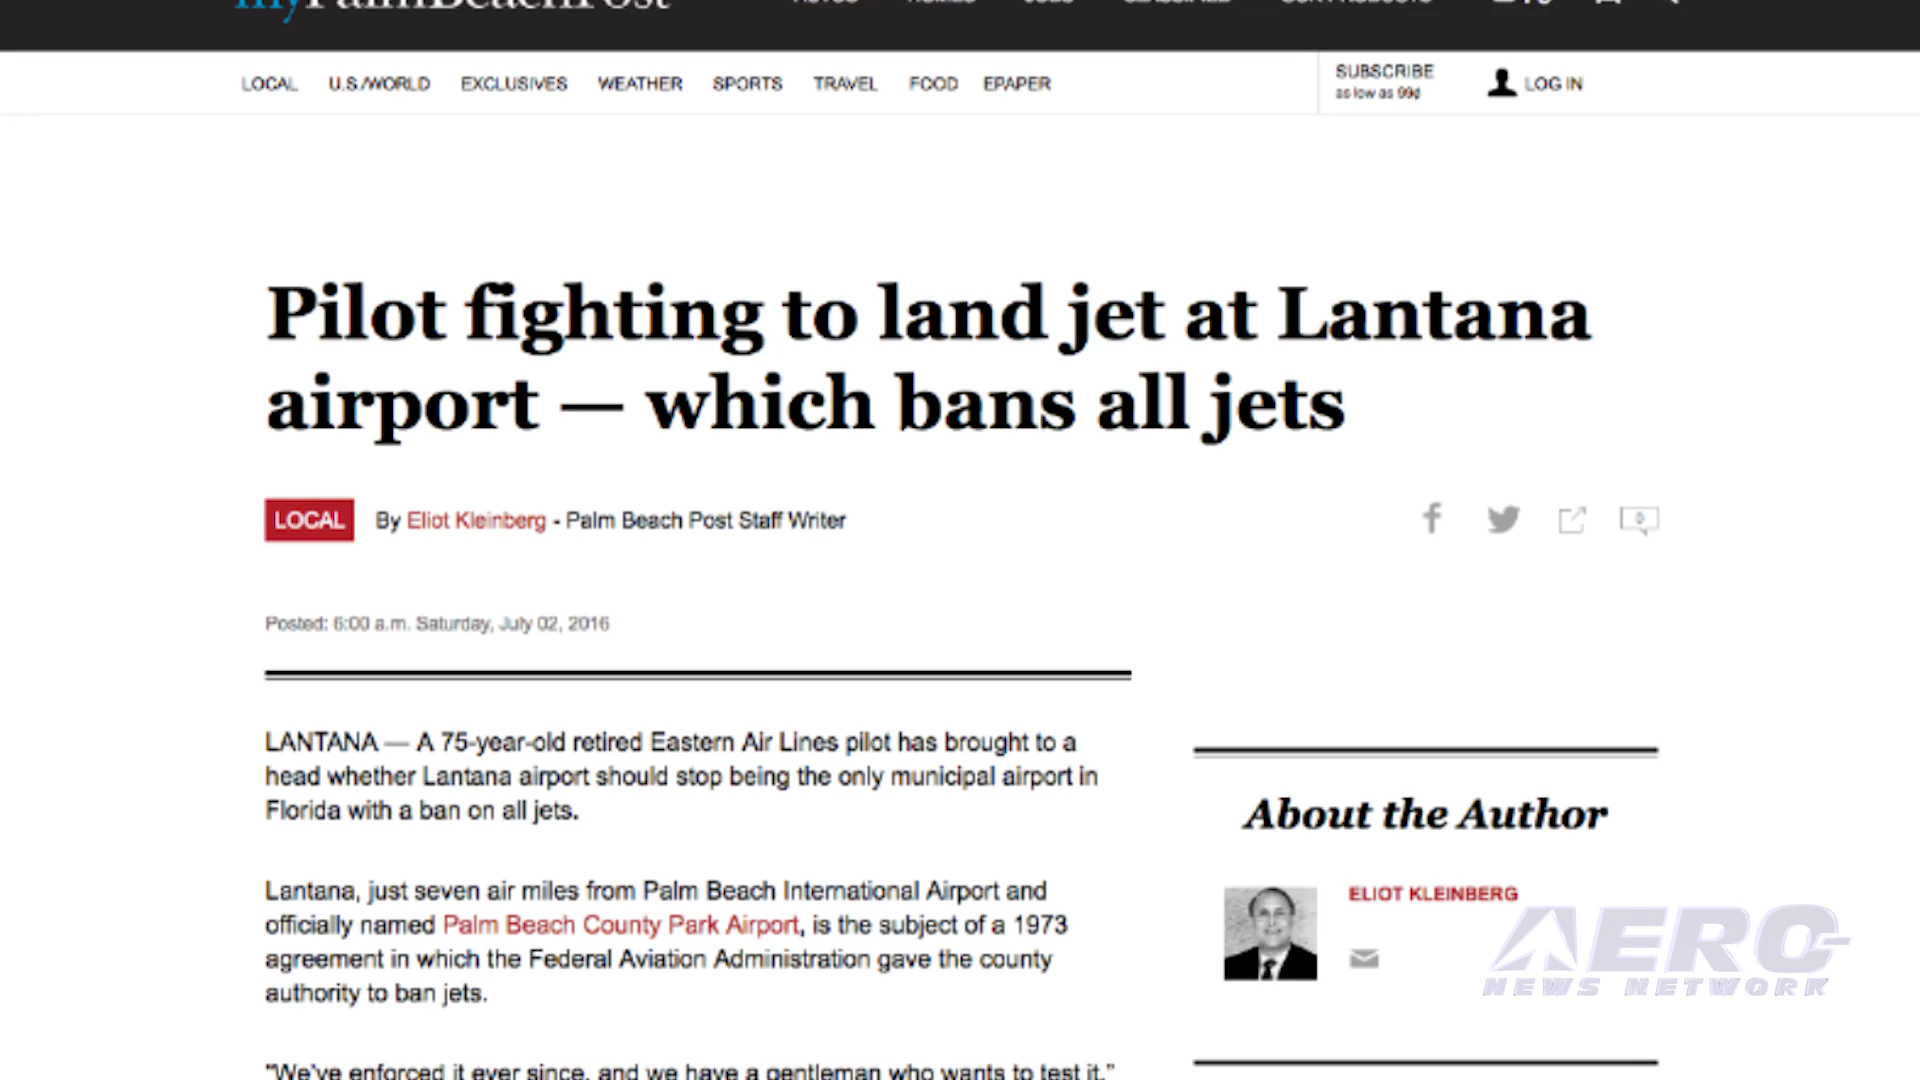 myPalmBeachPost
LOCAL U.S./WORLD EXCLUSIVES WEATHER SPORTS TRAVEL FOOD EPAPER
SUBSCRIBE
as low as 99¢
LOG IN
Pilot fighting to land jet at Lantana
airport — which bans all jets
LOCAL By Eliot Kleinberg - Palm Beach Post Staff Writer
0
Posted: 6:00 a.m. Saturday, July 02, 2016
LANTANA — A 75-year-old retired Eastern Air Lines pilot has brought to a
head whether Lantana airport should stop being the only municipal airport in
Florida with a ban on all jets.
Lantana, just seven air miles from Palm Beach International Airport and
officially named Palm Beach County Park Airport, is the subject of a 1973
agreement in which the Federal Aviation Administration gave the county
authority to ban jets.
"We've enforced it ever since, and we have a gentleman who wants to test it."
About the Author
ELIOT KLEINBERG
AERO-
NEWS NETWORK